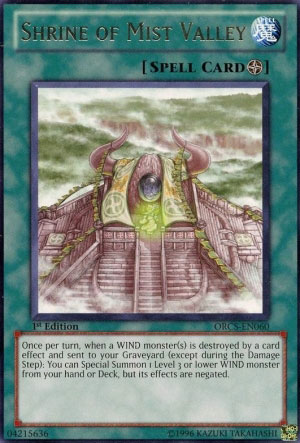 SHRINE OF MIST VALLEY
SPELL
魔
[SPELL CARD]
1st Edition
ORCS-EN060
Once per turn, when a WIND monster(s) is destroyed by a card
effect and sent to your Graveyard (except during the Damage
Step): You can Special Summon 1 Level 3 or lower WIND monster
from your hand or Deck, but its effects are negated.
04215636
©1996 KAZUKI TAKAHASHI